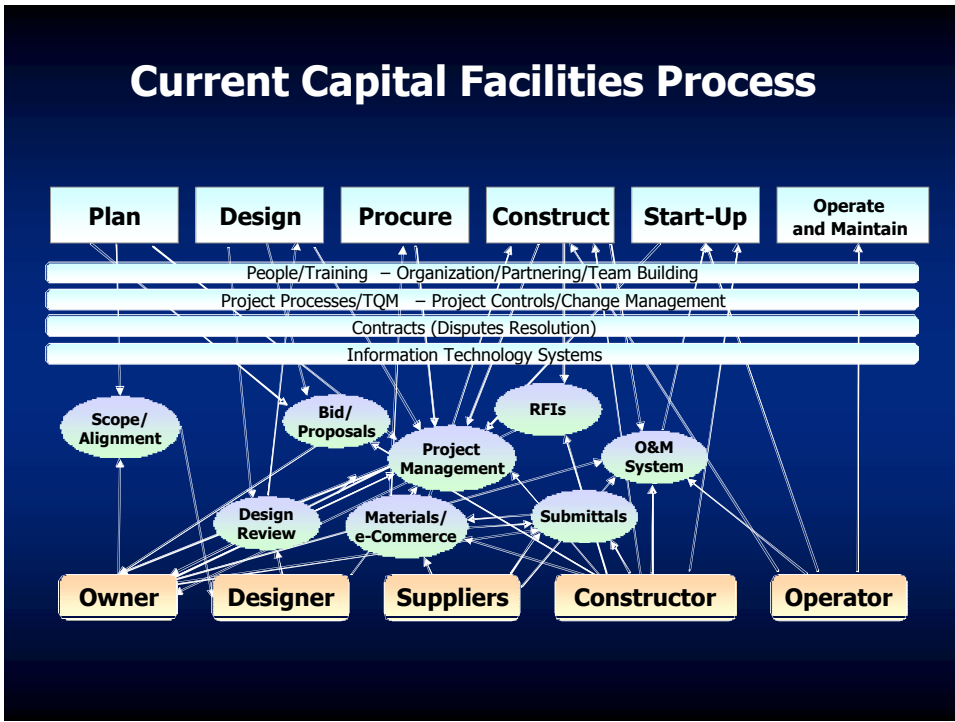 Current Capital Facilities Process
Plan
Design
Procure
Construct
Start-Up
Operate
and Maintain
People/Training – Organization/Partnering/Team Building
Project Processes/TQM – Project Controls/Change Management
Contracts (Disputes Resolution)
Information Technology Systems
Scope/
Alignment
Bid/
Proposals
Project
Management
RFIs
O&M
System
Design
Review
Materials/
e-Commerce
Submittals
Owner
Designer
Suppliers
Constructor
Operator